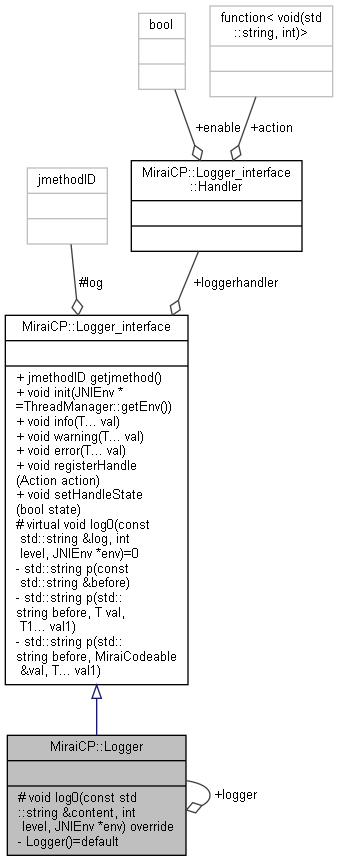 bool
function< void(std
::string, int)>
+enable
+action
jmethodID
MiraiCP::Logger_interface
::Handler
#log
+loggerhandler
MiraiCP::Logger_interface
+ jmethodID getjmethod()
+ void init(JNIEnv *
=ThreadManager::getEnv())
+ void info(T... val)
+ void warning(T... val)
+ void error(T... val)
+ void registerHandle
(Action action)
+ void setHandleState
(bool state)
# virtual void log0(const
std::string &log, int
level, JNIEnv *env)=0
- std::string p(const
std::string &before)
- std::string p(std::
string before, T val,
T1... val1)
- std::string p(std::
string before, MiraiCodeable
&val, T... val1)
MiraiCP::Logger
+logger
# void log0(const std
::string &content, int
level, JNIEnv *env) override
- Logger()=default